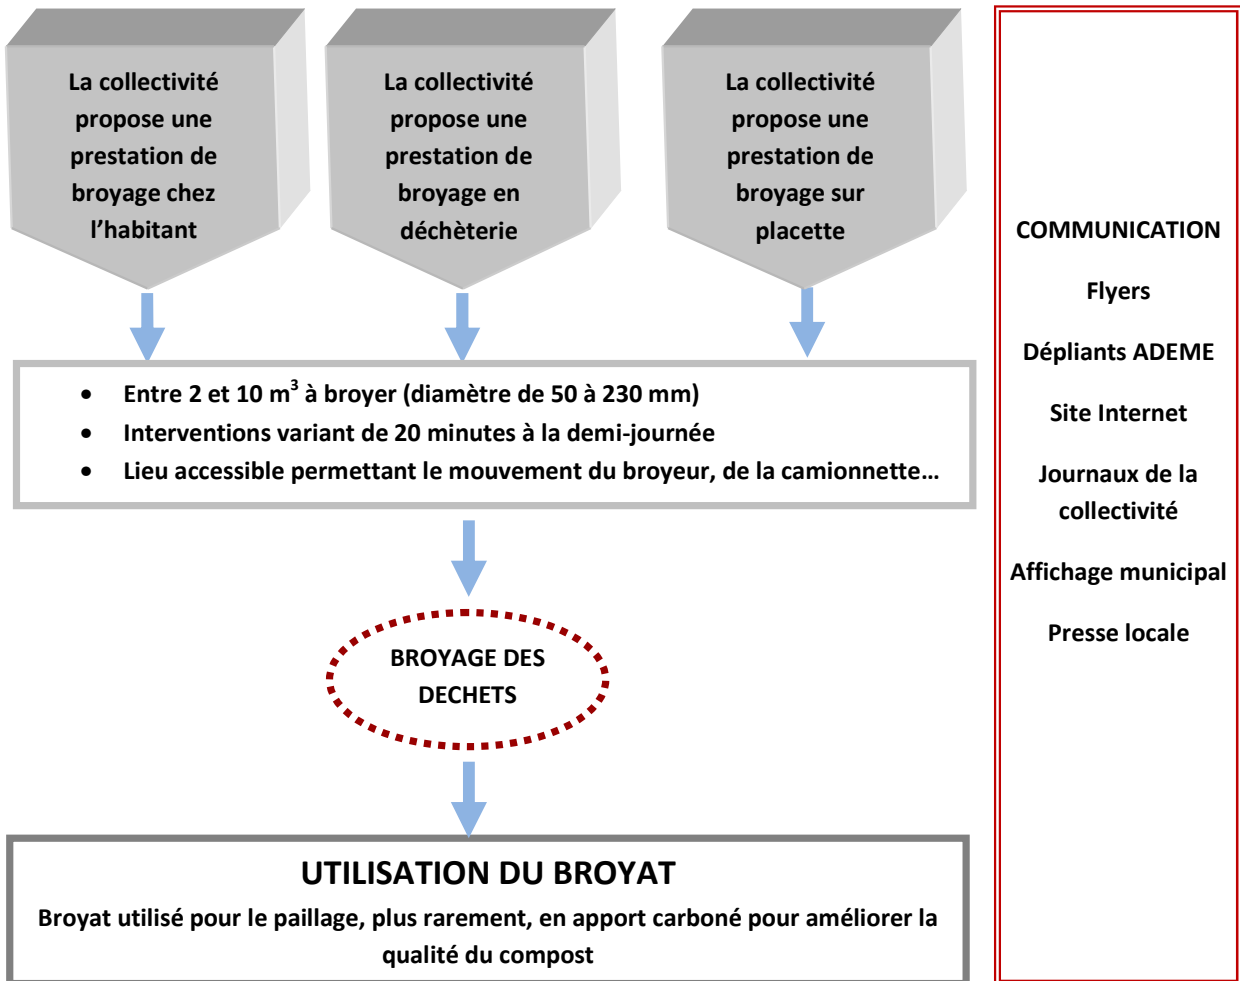 La collectivité
propose une
prestation de
broyage chez
l’habitant
La collectivité
propose une
prestation de
broyage en
déchèterie
La collectivité
propose une
prestation de
broyage sur
placette
• Entre 2 et 10 m³ à broyer (diamètre de 50 à 230 mm)
• Interventions variant de 20 minutes à la demi-journée
• Lieu accessible permettant le mouvement du broyeur, de la camionnette…
BROYAGE DES
DECHETS
UTILISATION DU BROYAT
Broyat utilisé pour le paillage, plus rarement, en apport carboné pour améliorer la
qualité du compost
COMMUNICATION
Flyers
Dépliants ADEME
Site Internet
Journaux de la
collectivité
Affichage municipal
Presse locale